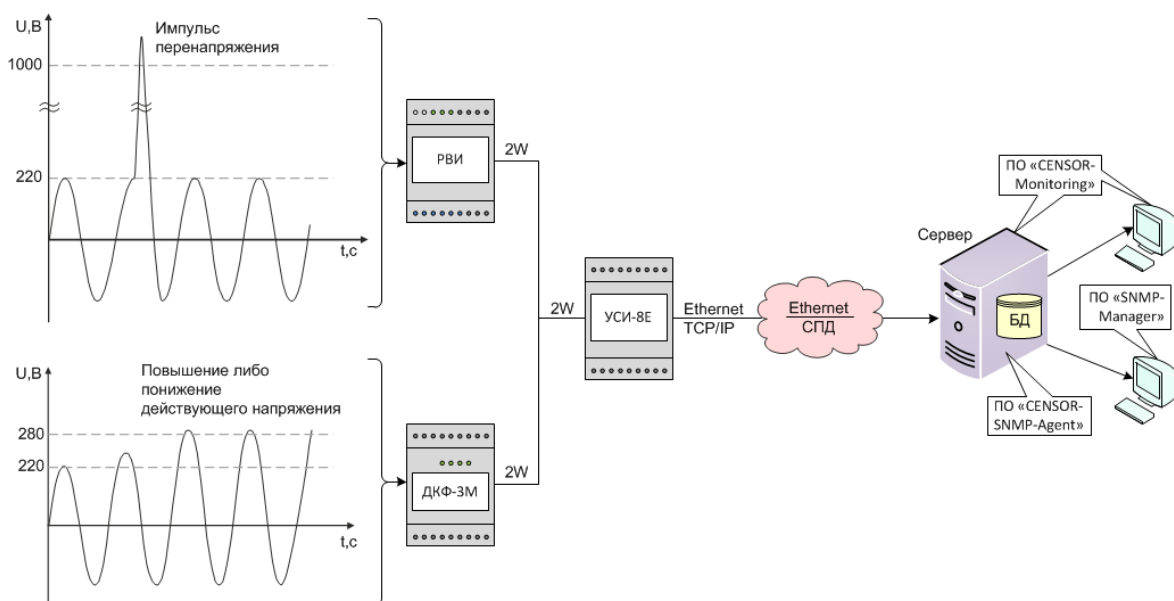 U,В
Импульс
перенапряжения
1000
220
t,c
РВИ
2W
U,В
Повышение либо
понижение
действующего напряжения
280
220
t,c
ДКФ-3М
2W
2W
УСИ-8Е
Ethernet
TCP/IP
Ethernet
СПД
Сервер
БД
ПО «CENSOR-
Monitoring»
ПО «SNMP-
Manager»
ПО «CENSOR-
SNMP-Agent»